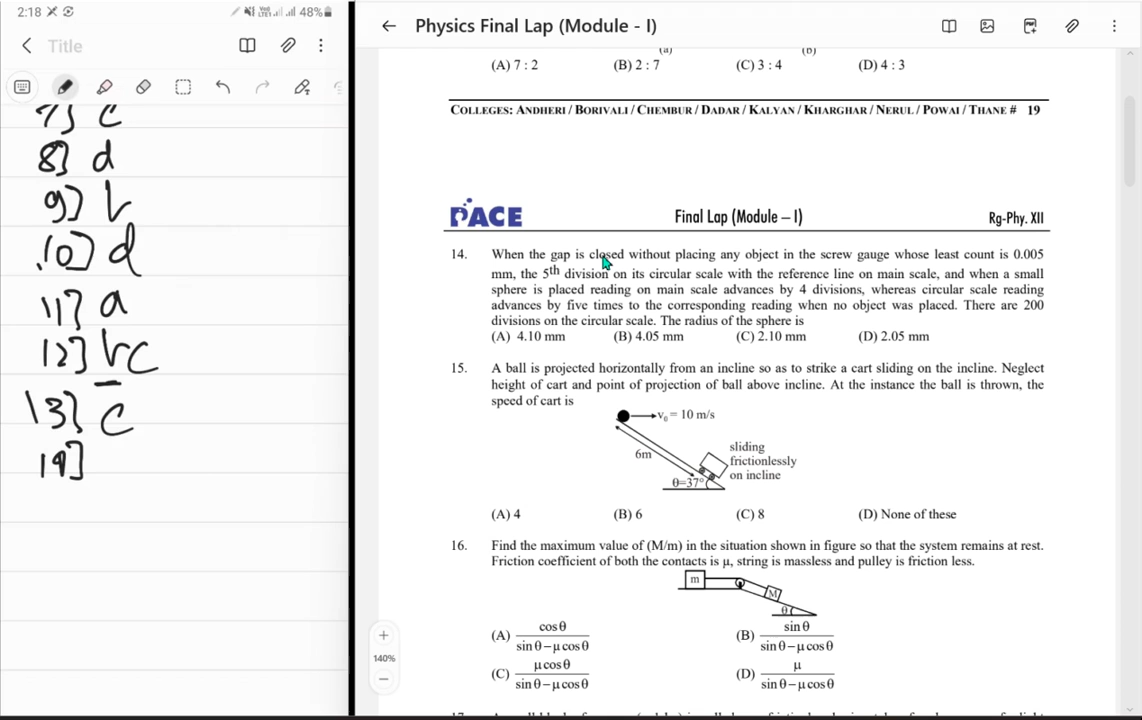 2:18 48%
Title
7] c
8] d
9] b
10] d
11] a
12] bc
13] c
14]
Physics Final Lap (Module - I)
(a) (b)
(A) 7 : 2 (B) 2 : 7 (C) 3 : 4 (D) 4 : 3
COLLEGES: ANDHERI / BORIVALI / CHEMBUR / DADAR / KALYAN / KHARGHAR / NERUL / POWAI / THANE # 19
PACE Final Lap (Module – I) Rg-Phy. XII
14. When the gap is closed without placing any object in the screw gauge whose least count is 0.005
mm, the 5th division on its circular scale with the reference line on main scale, and when a small
sphere is placed reading on main scale advances by 4 divisions, whereas circular scale reading
advances by five times to the corresponding reading when no object was placed. There are 200
divisions on the circular scale. The radius of the sphere is
(A) 4.10 mm (B) 4.05 mm (C) 2.10 mm (D) 2.05 mm
15. A ball is projected horizontally from an incline so as to strike a cart sliding on the incline. Neglect
height of cart and point of projection of ball above incline. At the instance the ball is thrown, the
speed of cart is
v₀ = 10 m/s
6m
sliding
frictionlessly
on incline
θ=37°
(A) 4 (B) 6 (C) 8 (D) None of these
16. Find the maximum value of (M/m) in the situation shown in figure so that the system remains at rest.
Friction coefficient of both the contacts is μ, string is massless and pulley is friction less.
m
M
θ
(A) cosθ / sinθ−μcosθ (B) sinθ / sinθ−μcosθ
(C) μcosθ / sinθ−μcosθ (D) μ / sinθ−μcosθ
140%